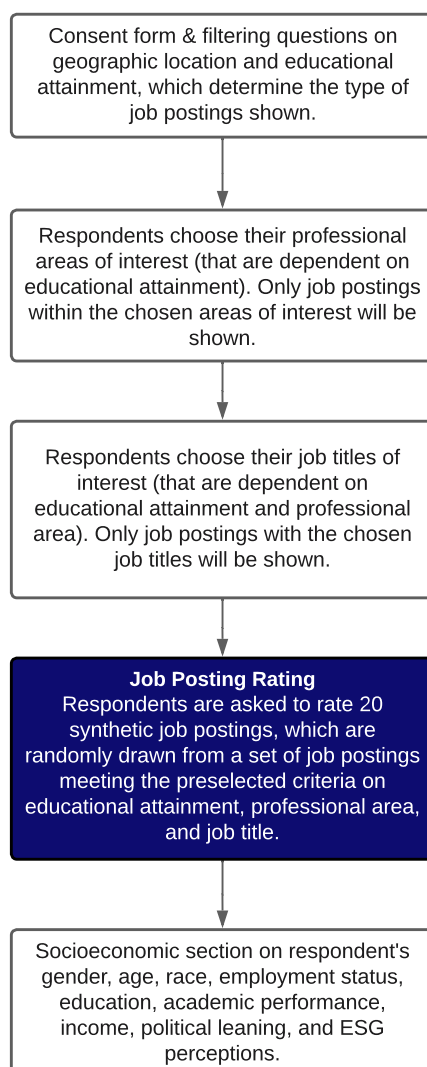 Consent form & filtering questions on
geographic location and educational
attainment, which determine the type of
job postings shown.
Respondents choose their professional
areas of interest (that are dependent on
educational attainment). Only job postings
within the chosen areas of interest will be
shown.
Respondents choose their job titles of
interest (that are dependent on
educational attainment and professional
area). Only job postings with the chosen
job titles will be shown.
Job Posting Rating
Respondents are asked to rate 20
synthetic job postings, which are
randomly drawn from a set of job postings
meeting the preselected criteria on
educational attainment, professional area,
and job title.
Socioeconomic section on respondent's
gender, age, race, employment status,
education, academic performance,
income, political leaning, and ESG
perceptions.